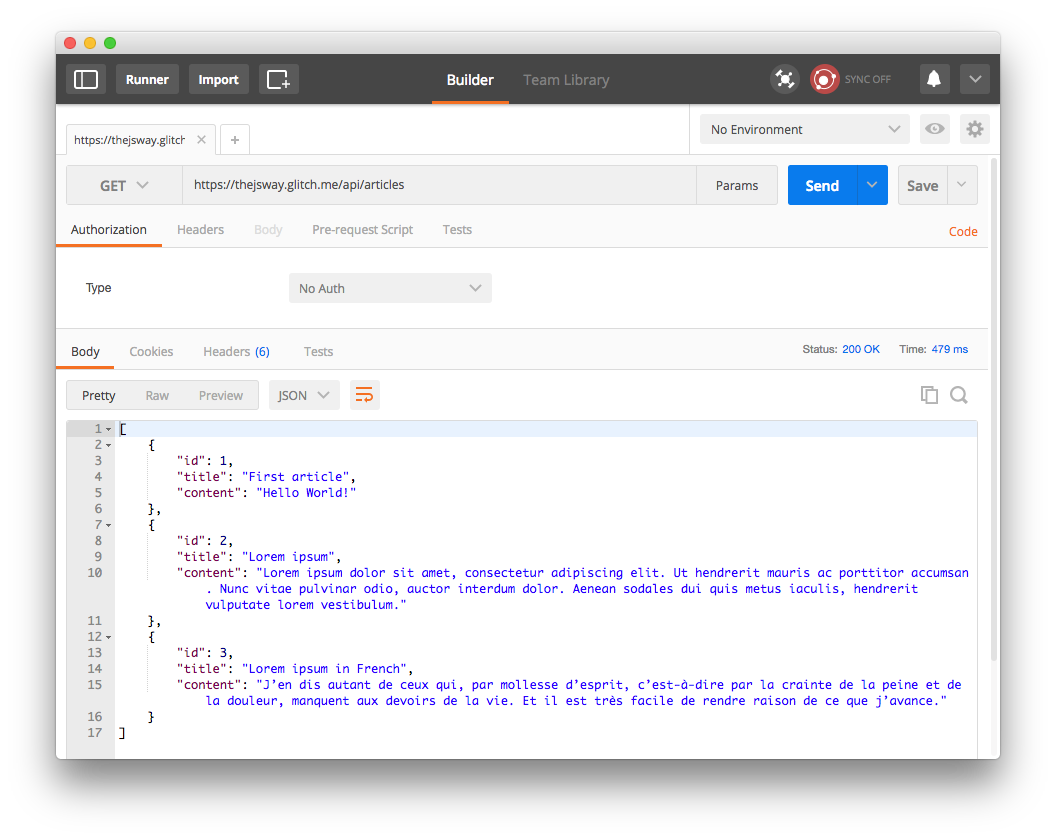 Runner Import Builder Team Library SYNC OFF
https://thejsway.glitch No Environment
GET https://thejsway.glitch.me/api/articles Params Send Save
Authorization Headers Body Pre-request Script Tests Code
Type No Auth
Body Cookies Headers (6) Tests Status: 200 OK Time: 479 ms
Pretty Raw Preview JSON
1 [
2 {
3 "id": 1,
4 "title": "First article",
5 "content": "Hello World!"
6 },
7 {
8 "id": 2,
9 "title": "Lorem ipsum",
10 "content": "Lorem ipsum dolor sit amet, consectetur adipiscing elit. Ut hendrerit mauris ac porttitor accumsan
. Nunc vitae pulvinar odio, auctor interdum dolor. Aenean sodales dui quis metus iaculis, hendrerit
vulputate lorem vestibulum."
11 },
12 {
13 "id": 3,
14 "title": "Lorem ipsum in French",
15 "content": "J’en dis autant de ceux qui, par mollesse d’esprit, c’est-à-dire par la crainte de la peine et de
la douleur, manquent aux devoirs de la vie. Et il est très facile de rendre raison de ce que j’avance."
16 }
17 ]